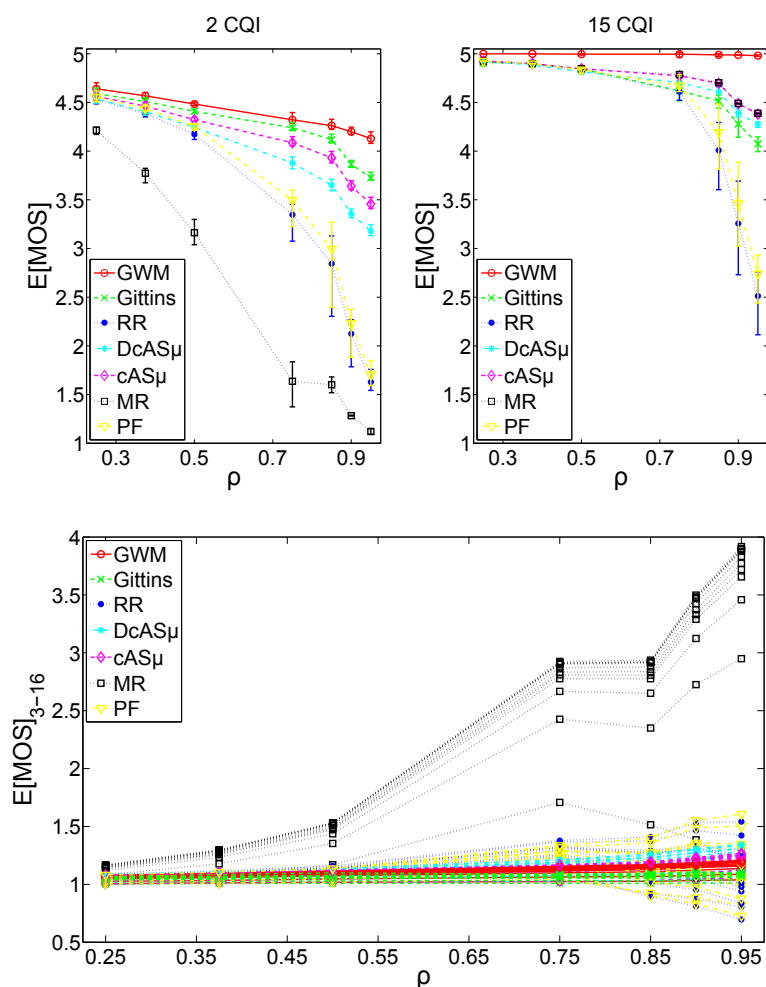 2 CQI
5
4.5
4
3.5
3
2.5
2
1.5
1
E[MOS]
GWM
Gittins
RR
DcASμ
cASμ
MR
PF
0.3 0.5 0.7 0.9
ρ
15 CQI
5
4.5
4
3.5
3
2.5
2
1.5
1
E[MOS]
GWM
Gittins
RR
DcASμ
cASμ
MR
PF
0.3 0.5 0.7 0.9
ρ
4
3.5
3
2.5
2
1.5
1
0.5
E[MOS]3−16
GWM
Gittins
RR
DcASμ
cASμ
MR
PF
0.25 0.35 0.45 0.55 0.65 0.75 0.85 0.95
ρ